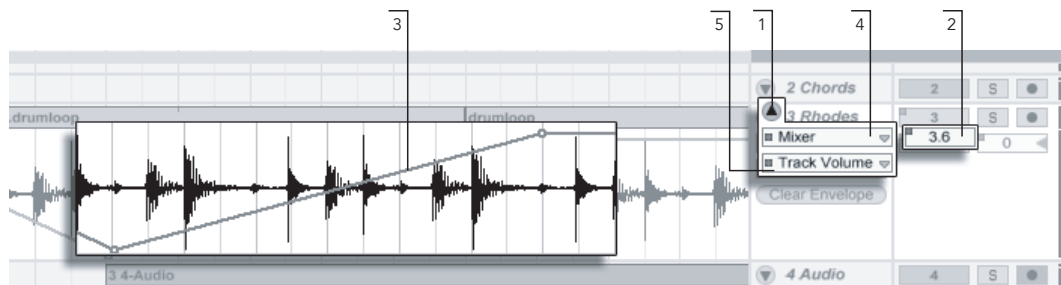 3 5 1 4 2
2 Chords 2 S
.drumloop drumloop 3 Rhodes 3 S
Mixer 3.6 0
Track Volume
Clear Envelope
3 4-Audio 4 Audio 4 S